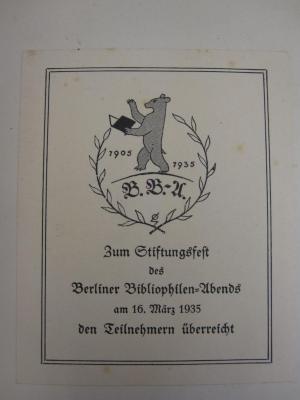 1905 1935
B. B.-A.
Zum Stiftungsfest
des
Berliner Bibliophilen-Abends
am 16. März 1935
den Teilnehmern überreicht